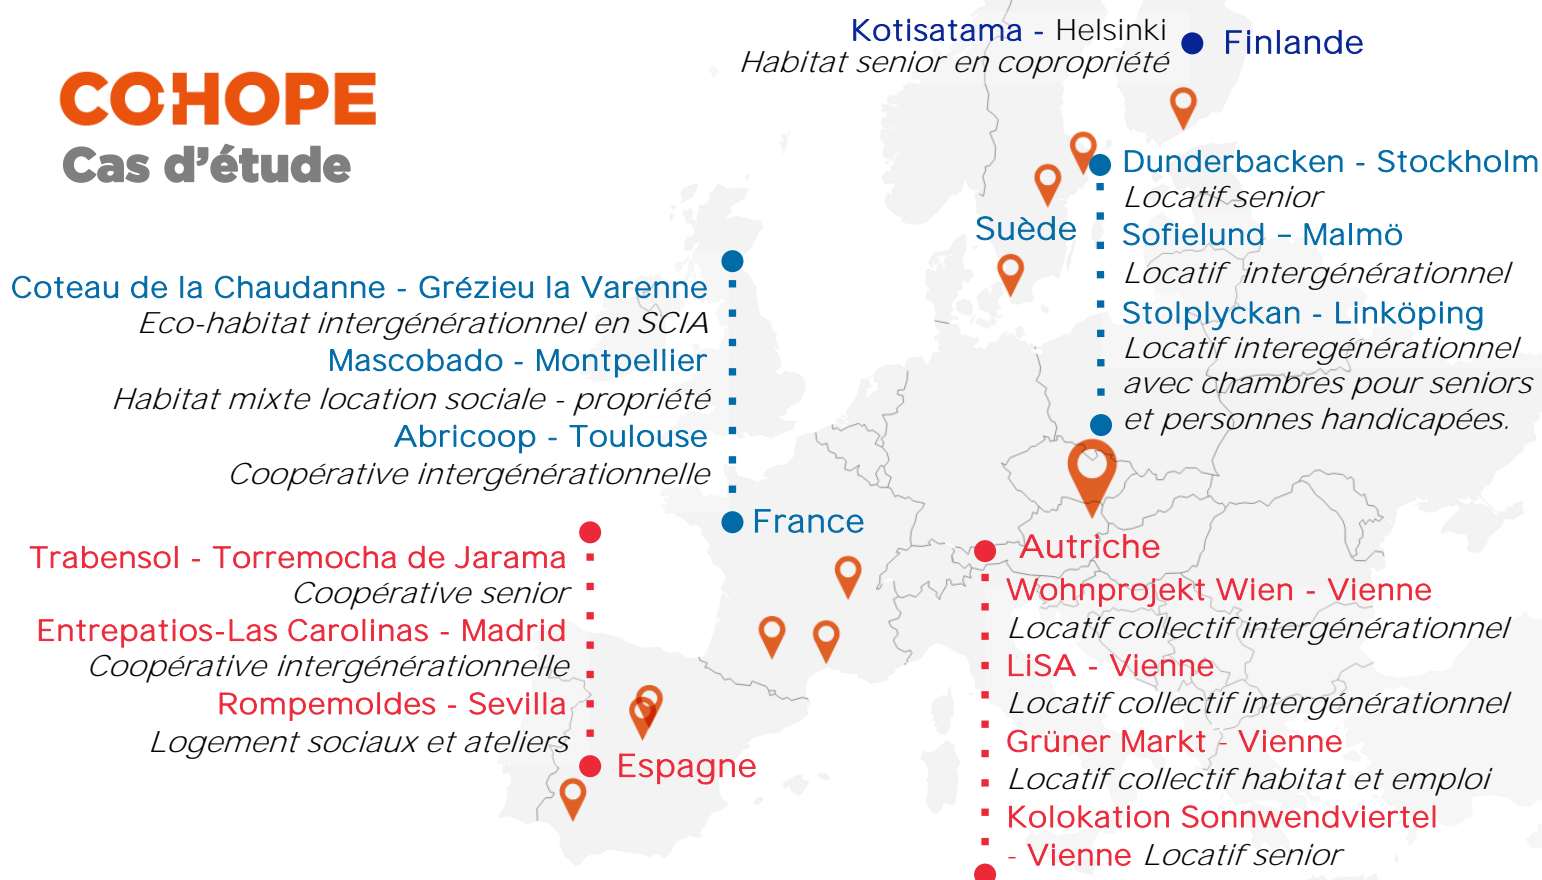 COHOPE
Cas d'étude
Kotisatama - Helsinki
Habitat senior en copropriété
Finlande
Dunderbacken - Stockholm
Locatif senior
Suède
Sofielund – Malmö
Locatif intergénérationnel
Stolplyckan - Linköping
Locatif interegénérationnel
avec chambres pour seniors
et personnes handicapées.
Coteau de la Chaudanne - Grézieu la Varenne
Eco-habitat intergénérationnel en SCIA
Mascobado - Montpellier
Habitat mixte location sociale - propriété
Abricoop - Toulouse
Coopérative intergénérationnelle
France
Trabensol - Torremocha de Jarama
Coopérative senior
Entrepatios-Las Carolinas - Madrid
Coopérative intergénérationnelle
Rompemoldes - Sevilla
Logement sociaux et ateliers
Espagne
Autriche
Wohnprojekt Wien - Vienne
Locatif collectif intergénérationnel
LiSA - Vienne
Locatif collectif intergénérationnel
Grüner Markt - Vienne
Locatif collectif habitat et emploi
Kolokation Sonnwendviertel
- Vienne Locatif senior